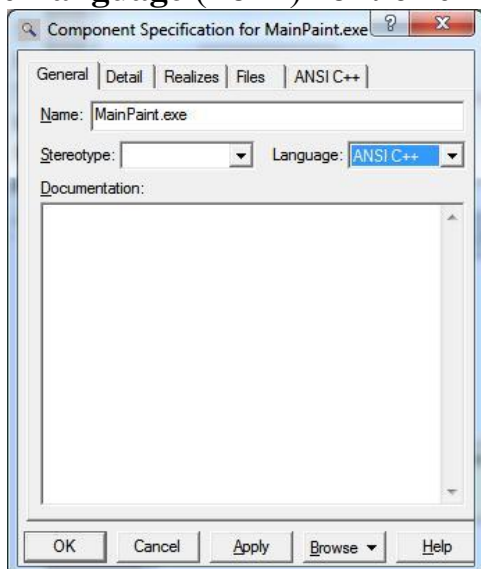 Component Specification for MainPaint.exe
General Detail Realizes Files ANSI C++
Name: MainPaint.exe
Stereotype: Language: ANSI C++
Documentation:
OK Cancel Apply Browse Help